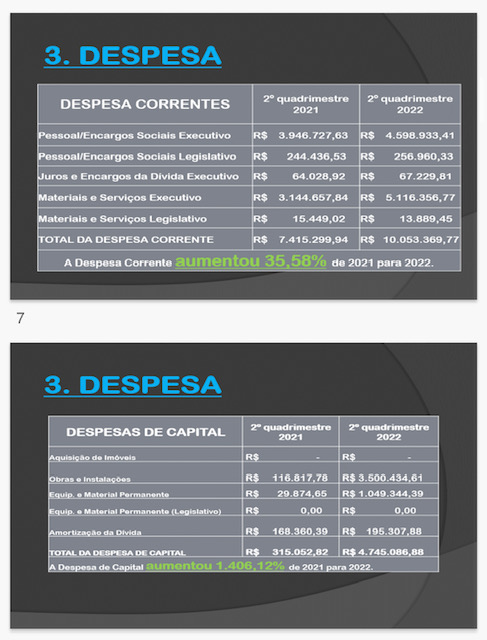 3. DESPESA
DESPESA CORRENTES 2º quadrimestre 2021 2º quadrimestre 2022
Pessoal/Encargos Sociais Executivo R$ 3.946.727,63 R$ 4.598.933,41
Pessoal/Encargos Sociais Legislativo R$ 244.436,53 R$ 256.960,33
Juros e Encargos da Dívida Executivo R$ 64.028,92 R$ 67.229,81
Materiais e Serviços Executivo R$ 3.144.657,84 R$ 5.116.356,77
Materiais e Serviços Legislativo R$ 15.449,02 R$ 13.889,45
TOTAL DA DESPESA CORRENTE R$ 7.415.299,94 R$ 10.053.369,77
A Despesa Corrente aumentou 35,58% de 2021 para 2022.
7
3. DESPESA
DESPESAS DE CAPITAL 2º quadrimestre 2021 2º quadrimestre 2022
Aquisição de Imóveis R$ - R$ -
Obras e Instalações R$ 116.817,78 R$ 3.500.434,61
Equip. e Material Permanente R$ 29.874,65 R$ 1.049.344,39
Equip. e Material Permanente (Legislativo) R$ 0,00 R$ 0,00
Amortização da Dívida R$ 168.360,39 R$ 195.307,88
TOTAL DA DESPESA DE CAPITAL R$ 315.052,82 R$ 4.745.086,88
A Despesa de Capital aumentou 1.406,12% de 2021 para 2022.